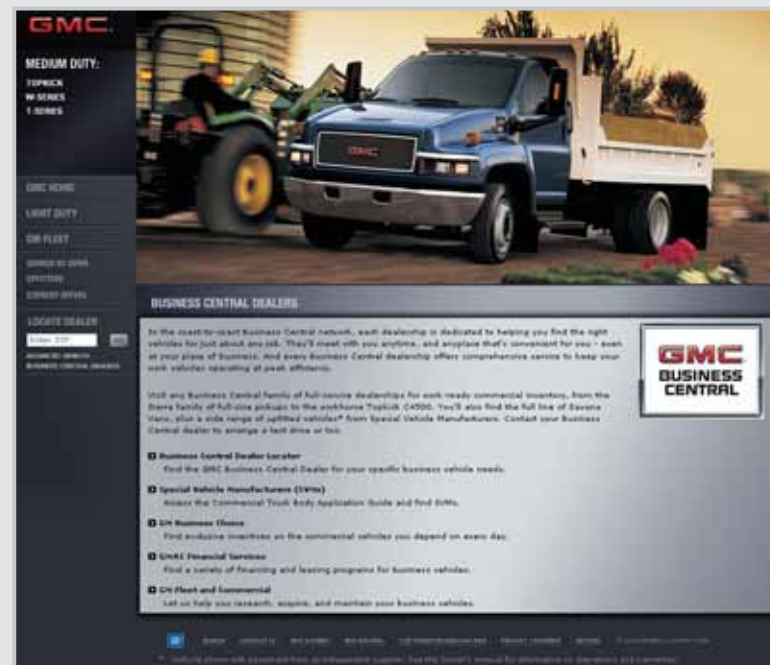 GMC
MEDIUM DUTY:
TOPKICK
W-SERIES
T-SERIES
GMC
GMC HOME
LIGHT DUTY
GM FLEET
CURRENT OFFERS
LOCATE DEALER
Enter ZIP
GO
ADVANCED SEARCH
BUSINESS CENTRAL DEALERS
BUSINESS CENTRAL DEALERS
In the coast-to-coast Business Central network, each dealership is dedicated to helping you find the right
vehicles for just about any job. They'll meet with you anytime, and anyplace that's convenient for you - even
at your place of business. And every Business Central dealership offers comprehensive service to keep your
work vehicles operating at peak efficiency.
Visit any Business Central family of full-service dealerships for work ready commercial inventory, from the
Sierra family of full-size pickups to the workhorse Topkick C4500. You'll also find the full line of Savana
Vans, plus a wide range of upfitted vehicles* from Special Vehicle Manufacturers. Contact your Business
Central dealer to arrange a test drive or two.
GMC
BUSINESS
CENTRAL
Business Central Dealer Locator
Find the GMC Business Central Dealer for your specific business vehicle needs.
Special Vehicle Manufacturers (SVMs)
Access the Commercial Truck Body Application Guide and find SVMs.
GM Business Choice
Find exclusive incentives on the commercial vehicles you depend on every day.
GMAC Financial Services
Find a variety of financing and leasing programs for business vehicles.
GM Fleet and Commercial
Let us help you research, acquire, and maintain your business vehicles.